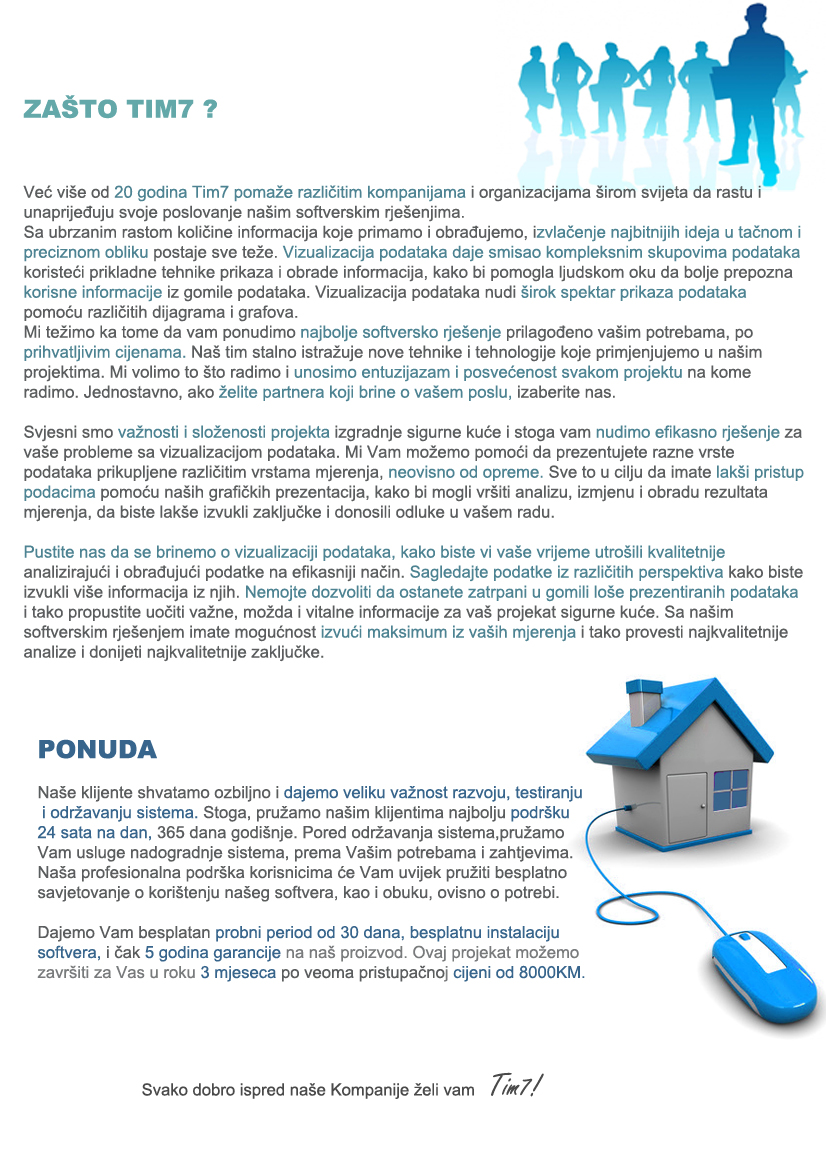 ZAŠTO TIM7 ?
Već više od 20 godina Tim7 pomaže različitim kompanijama i organizacijama širom svijeta da rastu i
unaprijeđuju svoje poslovanje našim softverskim rješenjima.
Sa ubrzanim rastom količine informacija koje primamo i obrađujemo, izvlačenje najbitnijih ideja u tačnom i
preciznom obliku postaje sve teže. Vizualizacija podataka daje smisao kompleksnim skupovima podataka
koristeći prikladne tehnike prikaza i obrade informacija, kako bi pomogla ljudskom oku da bolje prepozna
korisne informacije iz gomile podataka. Vizualizacija podataka nudi širok spektar prikaza podataka
pomoću različitih dijagrama i grafova.
Mi težimo ka tome da vam ponudimo najbolje softversko rješenje prilagođeno vašim potrebama, po
prihvatljivim cijenama. Naš tim stalno istražuje nove tehnike i tehnologije koje primjenjujemo u našim
projektima. Mi volimo to što radimo i unosimo entuzijazam i posvećenost svakom projektu na kome
radimo. Jednostavno, ako želite partnera koji brine o vašem poslu, izaberite nas.
Svjesni smo važnosti i složenosti projekta izgradnje sigurne kuće i stoga vam nudimo efikasno rješenje za
vaše probleme sa vizualizacijom podataka. Mi Vam možemo pomoći da prezentujete razne vrste
podataka prikupljene različitim vrstama mjerenja, neovisno od opreme. Sve to u cilju da imate lakši pristup
podacima pomoću naših grafičkih prezentacija, kako bi mogli vršiti analizu, izmjenu i obradu rezultata
mjerenja, da biste lakše izvukli zaključke i donosili odluke u vašem radu.
Pustite nas da se brinemo o vizualizaciji podataka, kako biste vi vaše vrijeme utrošili kvalitetnije
analizirajući i obrađujući podatke na efikasniji način. Sagledajte podatke iz različitih perspektiva kako biste
izvukli više informacija iz njih. Nemojte dozvoliti da ostanete zatrpani u gomili loše prezentiranih podataka
i tako propustite uočiti važne, možda i vitalne informacije za vaš projekat sigurne kuće. Sa našim
softverskim rješenjem imate mogućnost izvući maksimum iz vaših mjerenja i tako provesti najkvalitetnije
analize i donijeti najkvalitetnije zaključke.
PONUDA
Naše klijente shvatamo ozbiljno i dajemo veliku važnost razvoju, testiranju
i održavanju sistema. Stoga, pružamo našim klijentima najbolju podršku
24 sata na dan, 365 dana godišnje. Pored održavanja sistema,pružamo
Vam usluge nadogradnje sistema, prema Vašim potrebama i zahtjevima.
Naša profesionalna podrška korisnicima će Vam uvijek pružiti besplatno
savjetovanje o korištenju našeg softvera, kao i obuku, ovisno o potrebi.
Dajemo Vam besplatan probni period od 30 dana, besplatnu instalaciju
softvera, i čak 5 godina garancije na naš proizvod. Ovaj projekat možemo
završiti za Vas u roku 3 mjeseca po veoma pristupačnoj cijeni od 8000KM.
Svako dobro ispred naše Kompanije želi vam Tim7!